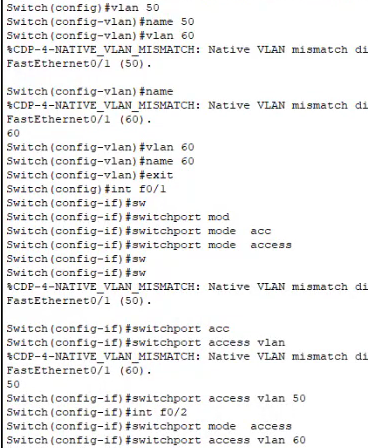 Switch(config)#vlan 50
Switch(config-vlan)#name 50
Switch(config-vlan)#vlan 60
%CDP-4-NATIVE_VLAN_MISMATCH: Native VLAN mismatch di
FastEthernet0/1 (50).
Switch(config-vlan)#name
%CDP-4-NATIVE_VLAN_MISMATCH: Native VLAN mismatch di
FastEthernet0/1 (60).
60
Switch(config-vlan)#vlan 60
Switch(config-vlan)#name 60
Switch(config-vlan)#exit
Switch(config)#int f0/1
Switch(config-if)#sw
Switch(config-if)#switchport mod
Switch(config-if)#switchport mode  acc
Switch(config-if)#switchport mode  access
Switch(config-if)#sw
Switch(config-if)#sw
%CDP-4-NATIVE_VLAN_MISMATCH: Native VLAN mismatch di
FastEthernet0/1 (50).
Switch(config-if)#switchport acc
Switch(config-if)#switchport access vlan
%CDP-4-NATIVE_VLAN_MISMATCH: Native VLAN mismatch di
FastEthernet0/1 (60).
50
Switch(config-if)#switchport access vlan 50
Switch(config-if)#int f0/2
Switch(config-if)#switchport mode  access
Switch(config-if)#switchport access vlan 60